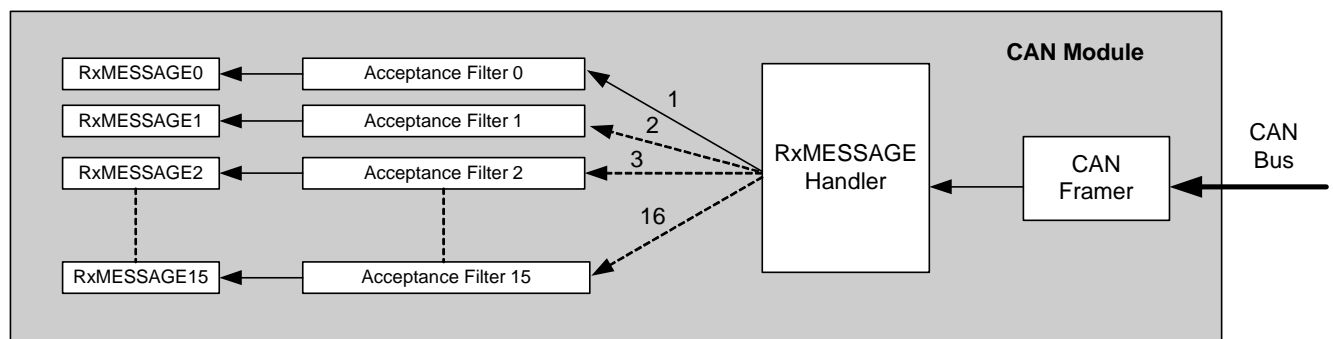 CAN Module
RxMESSAGE0
Acceptance Filter 0
1
RxMESSAGE1
Acceptance Filter 1
2
RxMESSAGE2
Acceptance Filter 2
3
RxMESSAGE15
Acceptance Filter 15
16
RxMESSAGE
Handler
CAN
Framer
CAN
Bus